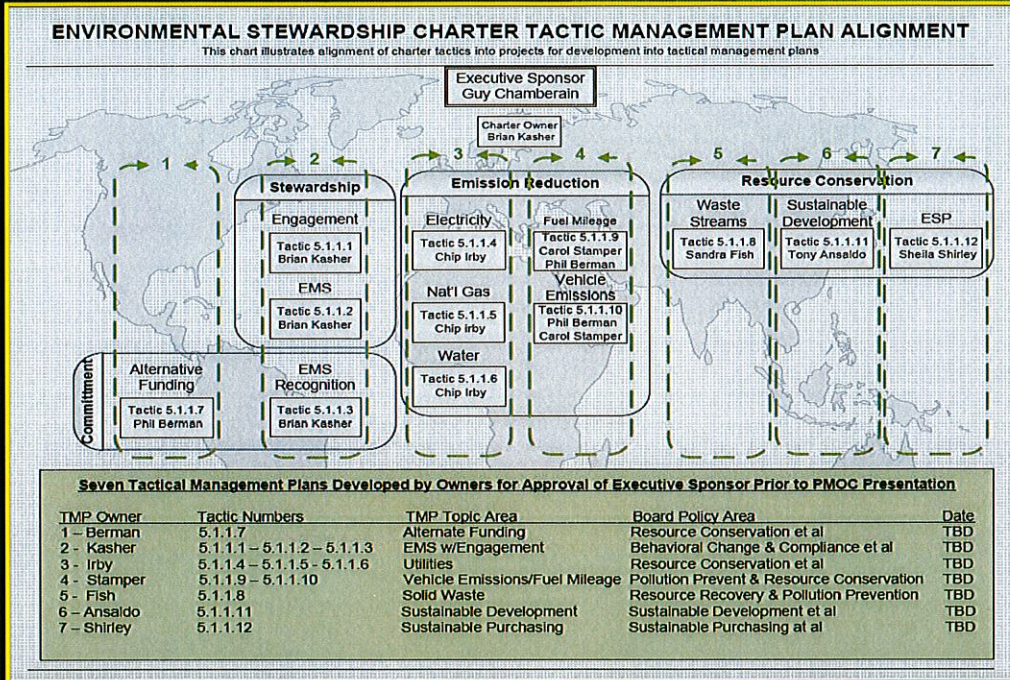 ENVIRONMENTAL STEWARDSHIP CHARTER TACTIC MANAGEMENT PLAN ALIGNMENT
This chart illustrates alignment of charter tactics into projects for development into tactical management plans
Executive Sponsor
Guy Chamberain
Charter Owner
Brian Kasher
1
2
3
4
5
6
7
Stewardship
Engagement
Tactic 5.1.1.1
Brian Kasher
EMS
Tactic 5.1.1.2
Brian Kasher
Commitment
Alternative
Funding
Tactic 5.1.1.7
Phil Berman
EMS
Recognition
Tactic 5.1.1.3
Brian Kasher
Emission Reduction
Electricity
Tactic 5.1.1.4
Chip Irby
Nat'l Gas
Tactic 5.1.1.5
Chip Irby
Water
Tactic 5.1.1.6
Chip Irby
Fuel Mileage
Tactic 5.1.1.9
Carol Stamper
Phil Berman
Vehicle
Emissions
Tactic 5.1.1.10
Phil Berman
Carol Stamper
Resource Conservation
Waste
Streams
Tactic 5.1.1.8
Sandra Fish
Sustainable
Development
Tactic 5.1.1.11
Tony Ansaldo
ESP
Tactic 5.1.1.12
Sheila Shirley
Seven Tactical Management Plans Developed by Owners for Approval of Executive Sponsor Prior to PMOC Presentation
TMP Owner Tactic Numbers TMP Topic Area Board Policy Area Date
1 – Berman 5.1.1.7 Alternate Funding Resource Conservation et al TBD
2 - Kasher 5.1.1.1 – 5.1.1.2 – 5.1.1.3 EMS w/Engagement Behavioral Change & Compliance et al TBD
3 - Irby 5.1.1.4 – 5.1.1.5 - 5.1.1.6 Utilities Resource Conservation et al TBD
4 - Stamper 5.1.1.9 – 5.1.1.10 Vehicle Emissions/Fuel Mileage Pollution Prevent & Resource Conservation TBD
5 - Fish 5.1.1.8 Solid Waste Resource Recovery & Pollution Prevention TBD
6 – Ansaldo 5.1.1.11 Sustainable Development Sustainable Development et al TBD
7 – Shirley 5.1.1.12 Sustainable Purchasing Sustainable Purchasing at al TBD